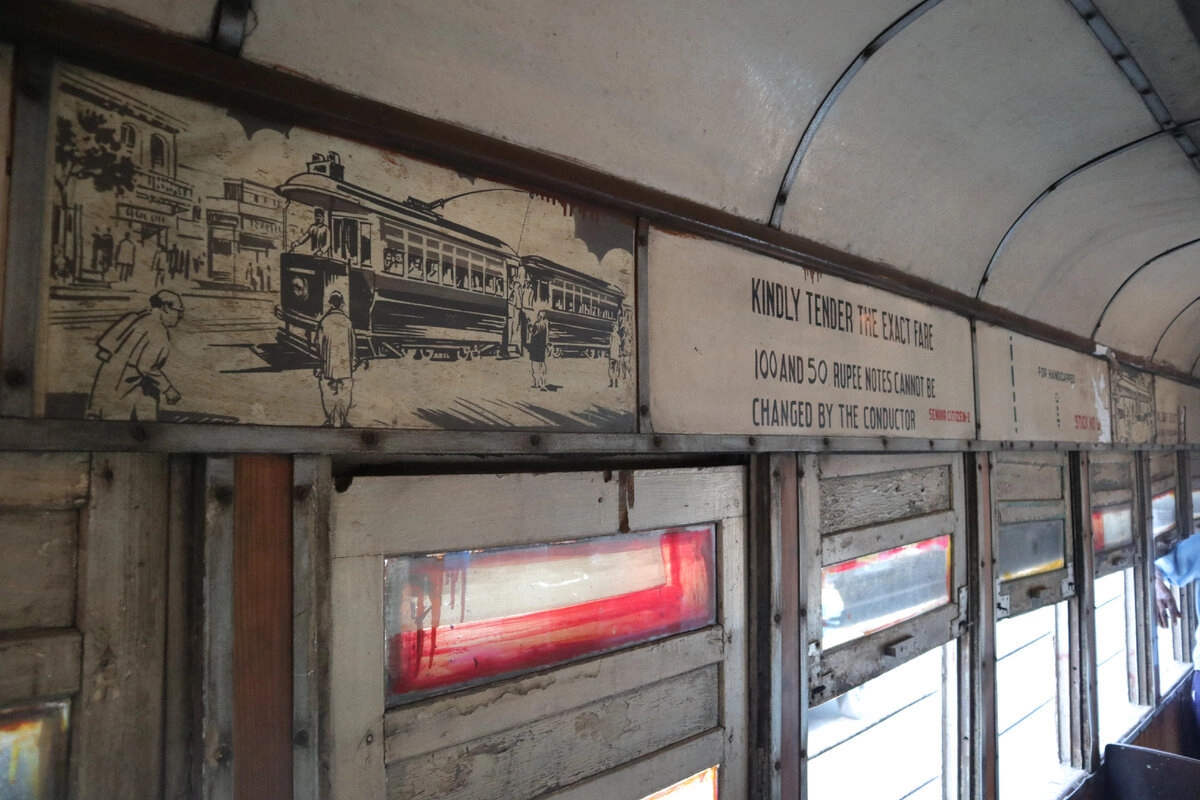 KINDLY TENDER THE EXACT FARE
100 AND 50 RUPEE NOTES CANNOT BE
CHANGED BY THE CONDUCTOR
SENIOR CITIZEN-2
FOR HANDICAPPED